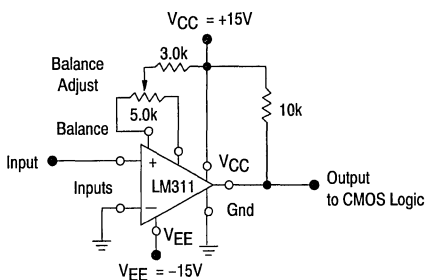 VCC = +15V
3.0k
Balance
Adjust
5.0k
10k
Balance
VCC
Input
+
Output
to CMOS Logic
Inputs
LM311
–
Gnd
VEE
VEE = –15V